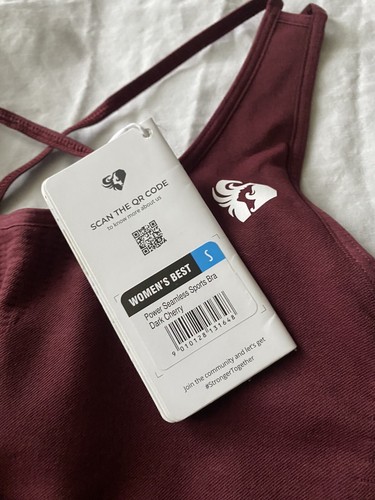 SCAN THE QR CODE
to know more about us
WOMEN'S BEST
S
Power Seamless Sports Bra
Dark Cherry
9 010128 131648
Join the community and let's get
#StrongerTogether